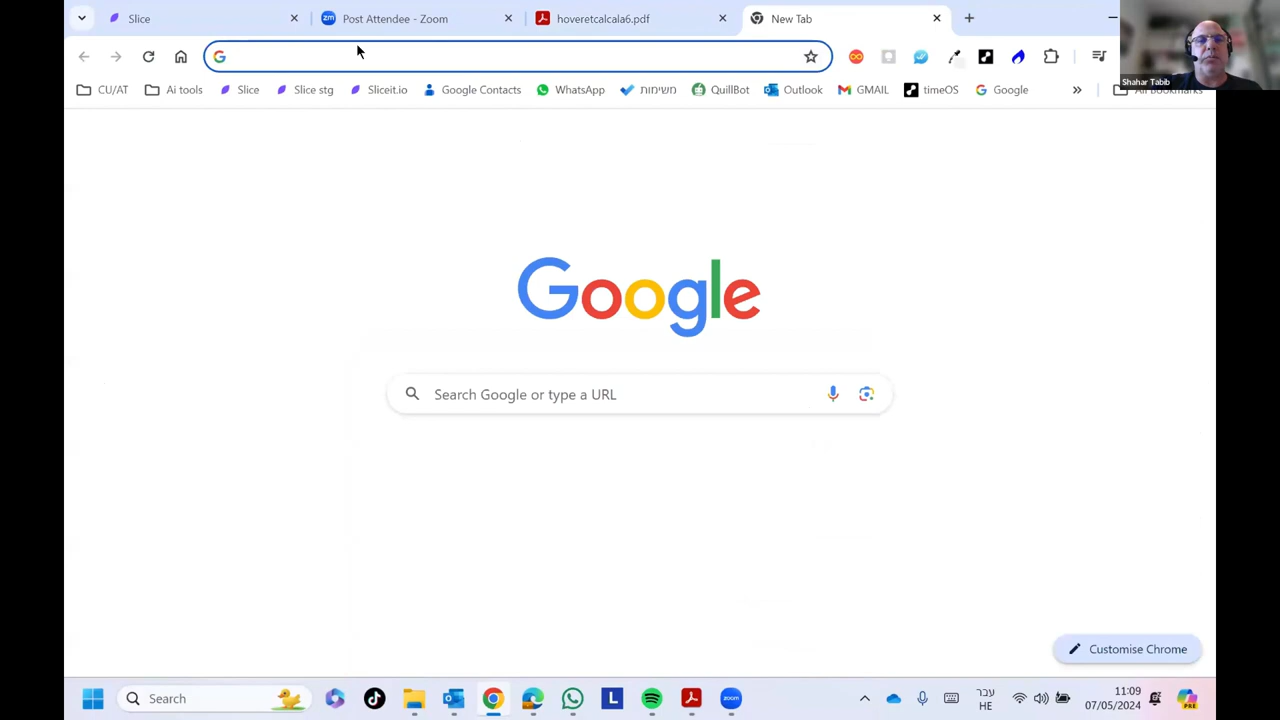 Slice
Post Attendee - Zoom
hoveretcalcala6.pdf
New Tab
Shahar Tabib
CU/AT
Ai tools
Slice
Slice stg
Sliceit.io
Google Contacts
WhatsApp
משימות
QuillBot
Outlook
GMAIL
timeOS
Google
All Bookmarks
Google
Search Google or type a URL
Customise Chrome
Search
עבר
HE
11:09
07/05/2024